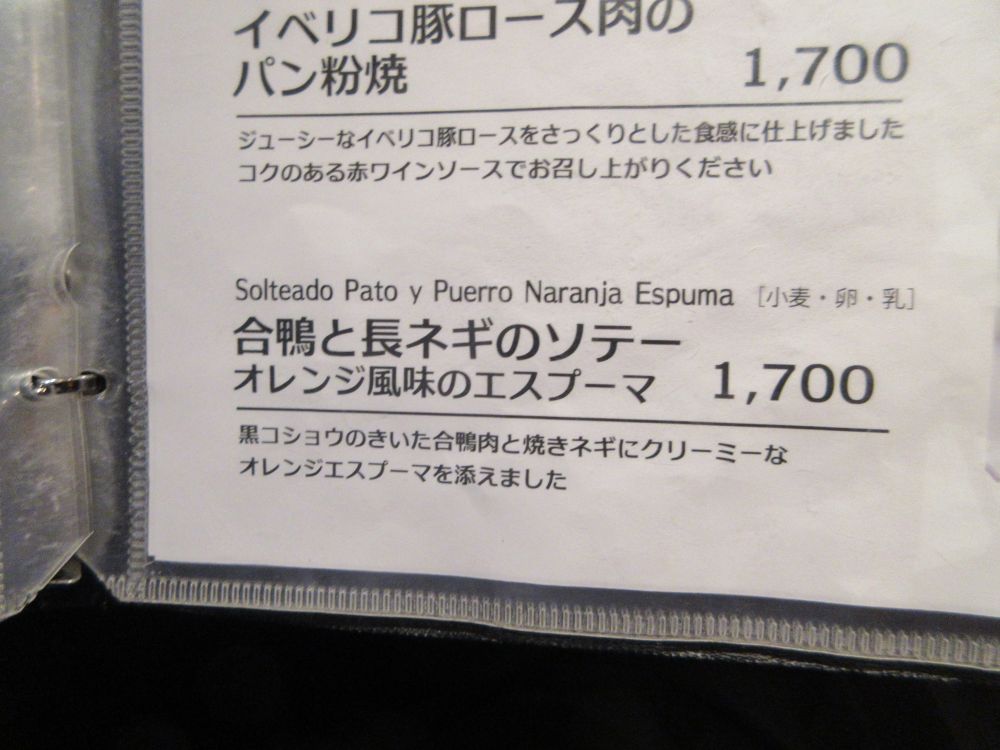 イベリコ豚ロース肉の
パン粉焼 1,700
ジューシーなイベリコ豚ロースをさっくりとした食感に仕上げました
コクのある赤ワインソースでお召し上がりください
Solteado Pato y Puerro Naranja Espuma [小麦・卵・乳]
合鴨と長ネギのソテー
オレンジ風味のエスプーマ 1,700
黒コショウのきいた合鴨肉と焼きネギにクリーミーな
オレンジエスプーマを添えました